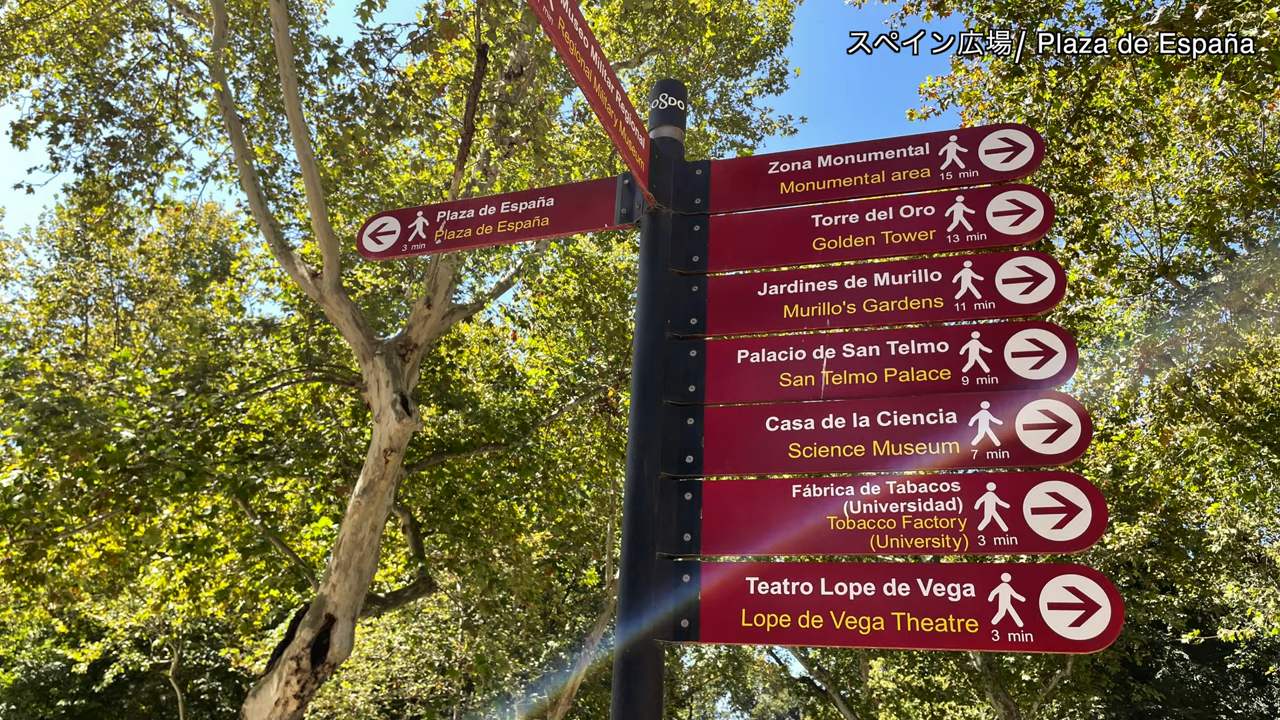 スペイン広場/ Plaza de España
Museo Militar Regional
Regional Military Museum
NO8DO
Zona Monumental
Monumental area
15 min
Plaza de España
Plaza de España
3 min
Torre del Oro
Golden Tower
13 min
Jardines de Murillo
Murillo's Gardens
11 min
Palacio de San Telmo
San Telmo Palace
9 min
Casa de la Ciencia
Science Museum
7 min
Fábrica de Tabacos
(Universidad)
Tobacco Factory
(University)
3 min
Teatro Lope de Vega
Lope de Vega Theatre
3 min